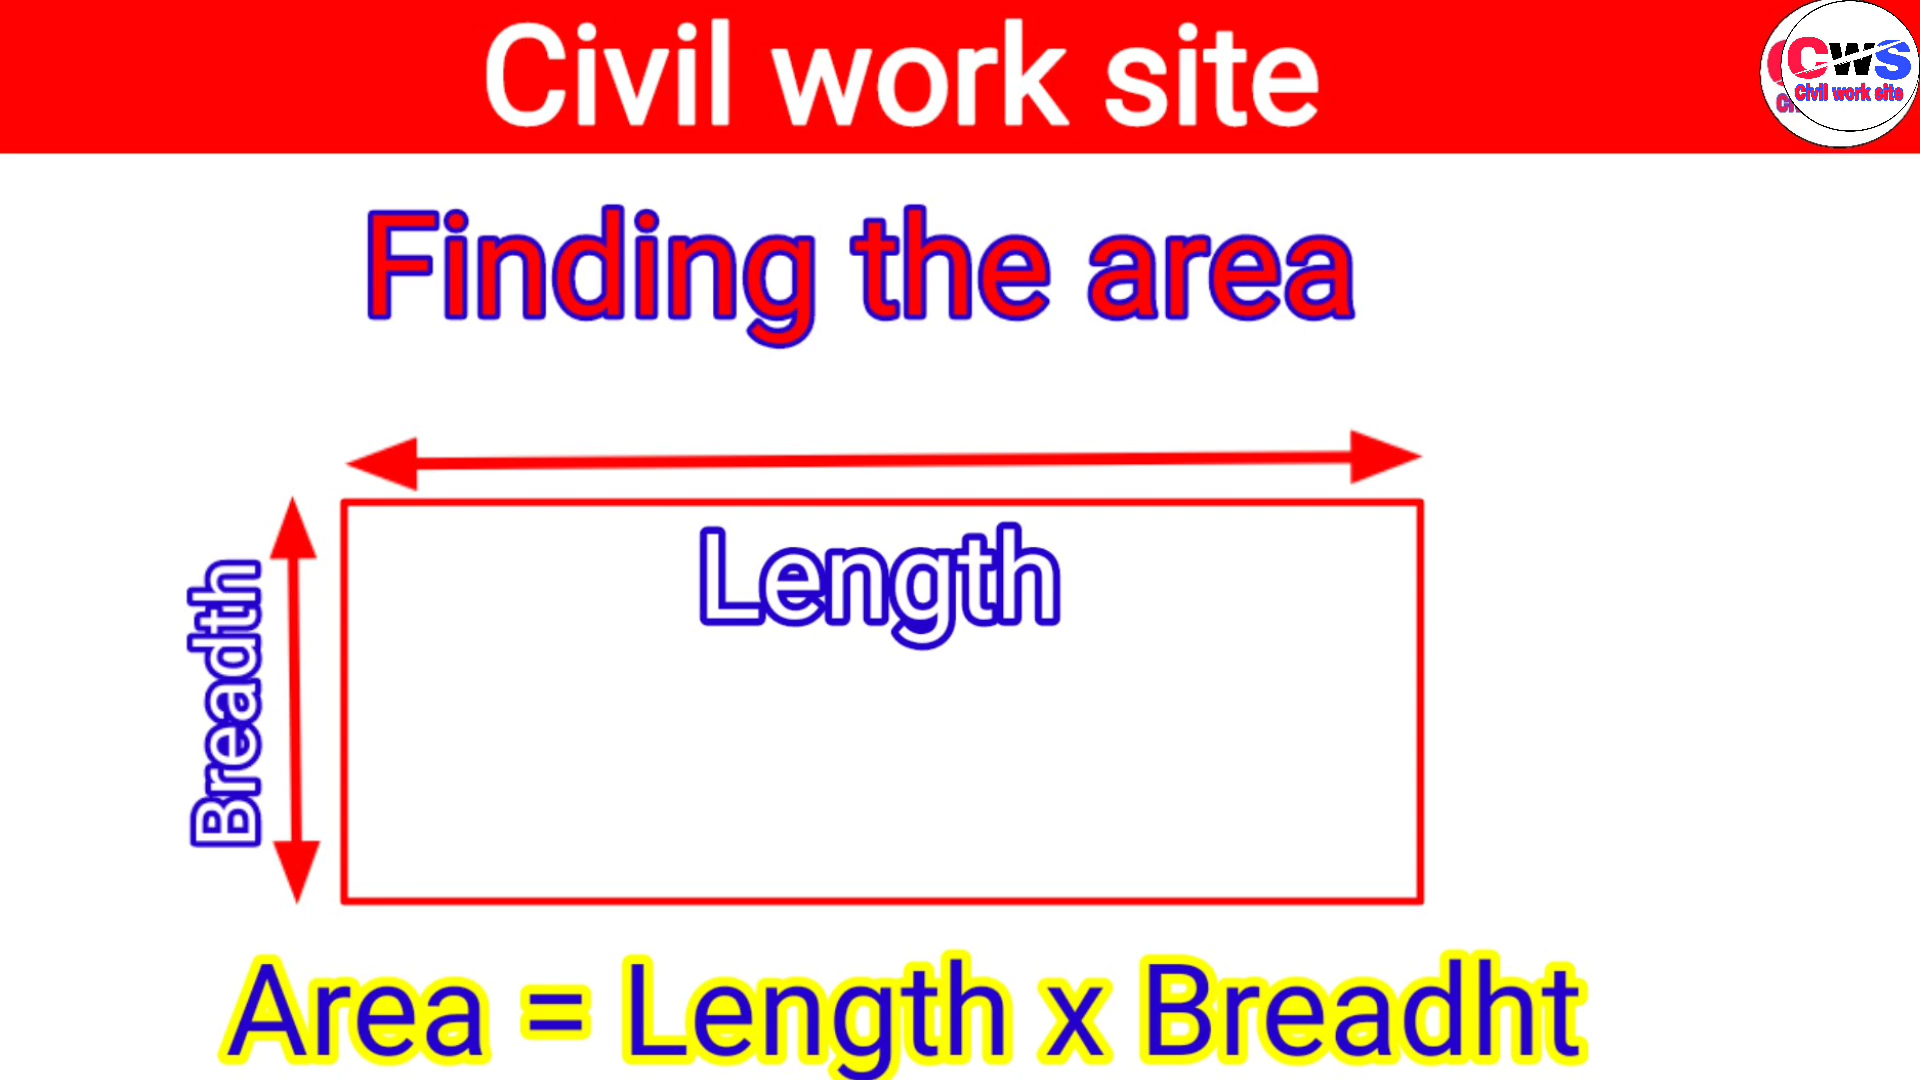 Civil work site
CWS
Civil work site
Finding the area
Length
Breadth
Area = Length x Breadht